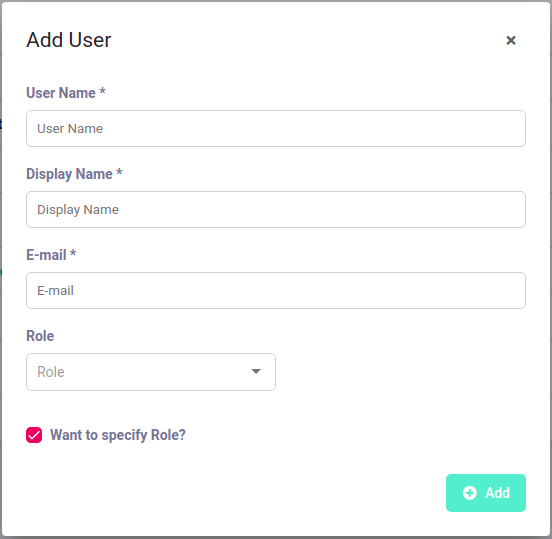 Add User
User Name *
User Name
Display Name *
Display Name
E-mail *
E-mail
Role
Role
Want to specify Role?
Add